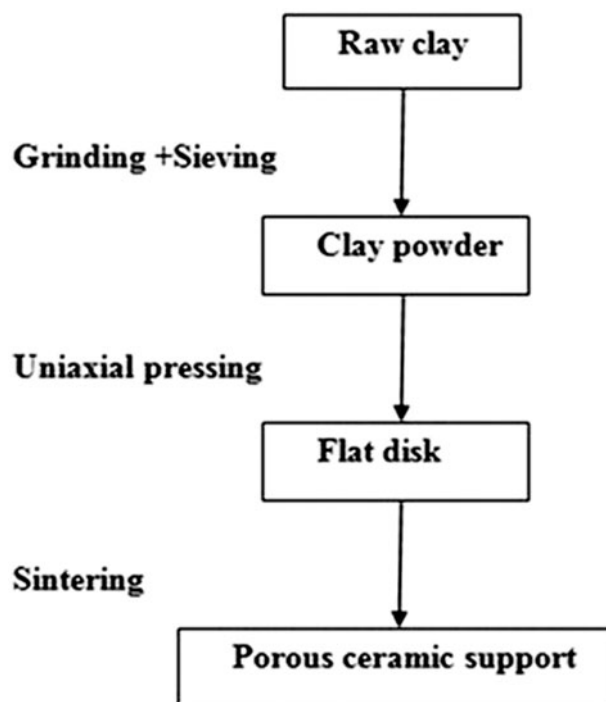 Raw clay
Grinding +Sieving
Clay powder
Uniaxial pressing
Flat disk
Sintering
Porous ceramic support